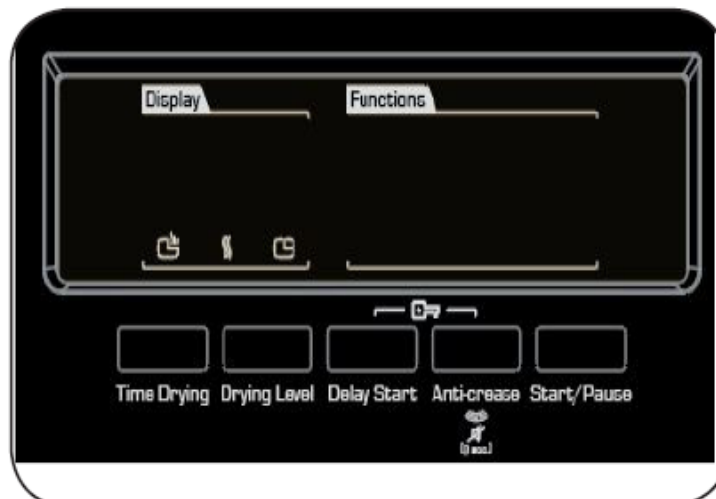 Display Functions
Time Drying Drying Level Delay Start Anti-crease Start/Pause